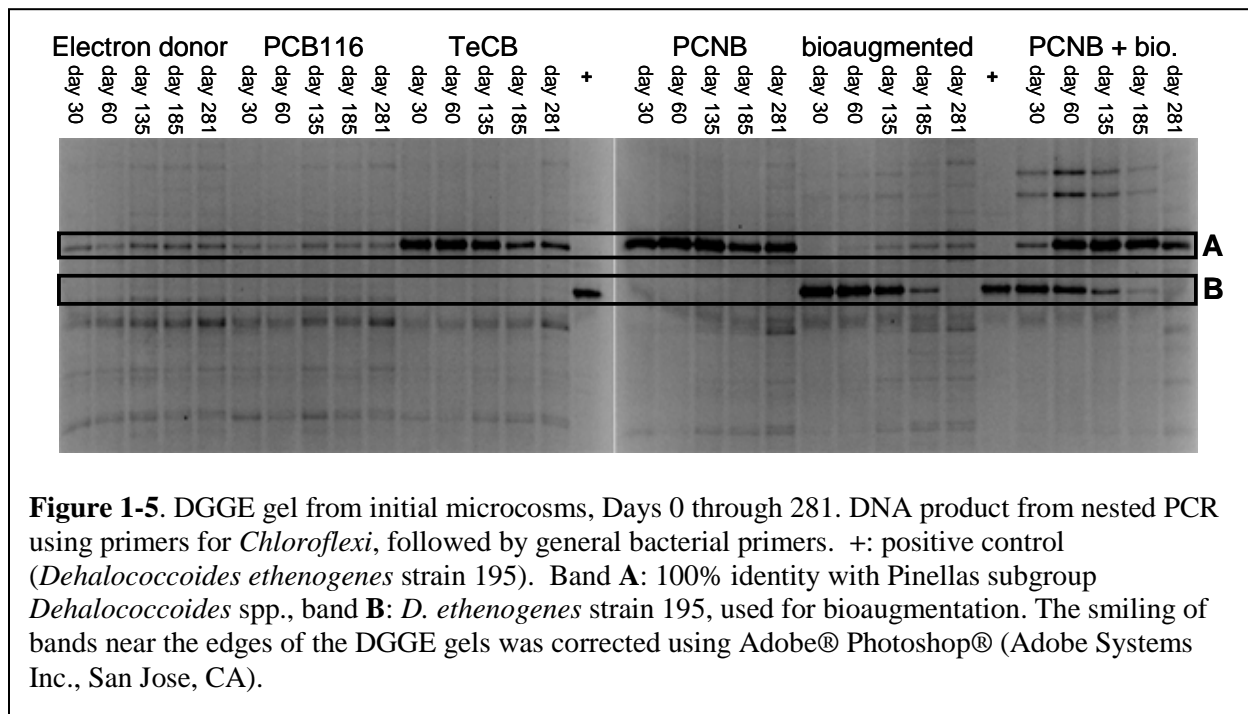 Electron donor PCB116 TeCB PCNB bioaugmented PCNB + bio.
day 30 day 60 day 135 day 185 day 281 day 30 day 60 day 135 day 185 day 281 day 30 day 60 day 135 day 185 day 281 + day 30 day 60 day 135 day 185 day 281 day 30 day 60 day 135 day 185 day 281 + day 30 day 60 day 135 day 185 day 281
A
B
Figure 1-5. DGGE gel from initial microcosms, Days 0 through 281. DNA product from nested PCR
using primers for Chloroflexi, followed by general bacterial primers. +: positive control
(Dehalococcoides ethenogenes strain 195). Band A: 100% identity with Pinellas subgroup
Dehalococcoides spp., band B: D. ethenogenes strain 195, used for bioaugmentation. The smiling of
bands near the edges of the DGGE gels was corrected using Adobe® Photoshop® (Adobe Systems
Inc., San Jose, CA).